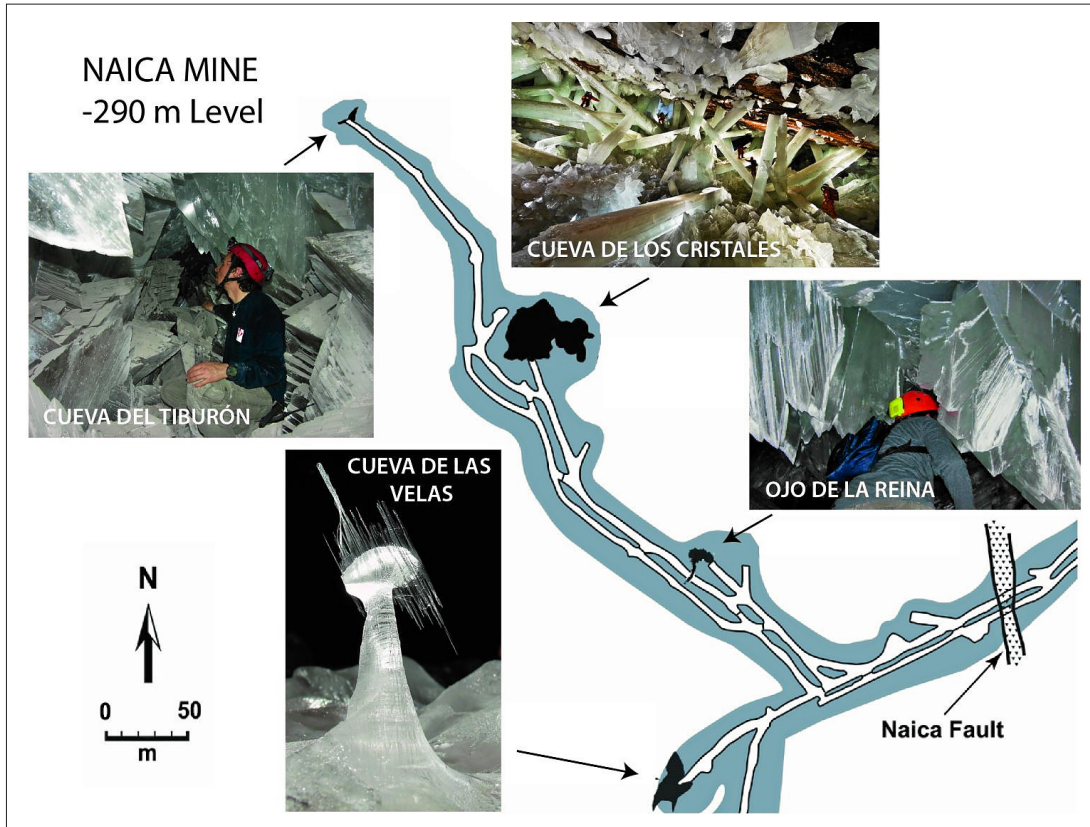 NAICA MINE
-290 m Level
CUEVA DE LOS CRISTALES
CUEVA DEL TIBURÓN
CUEVA DE LAS
VELAS
OJO DE LA REINA
N
0 50
m
Naica Fault